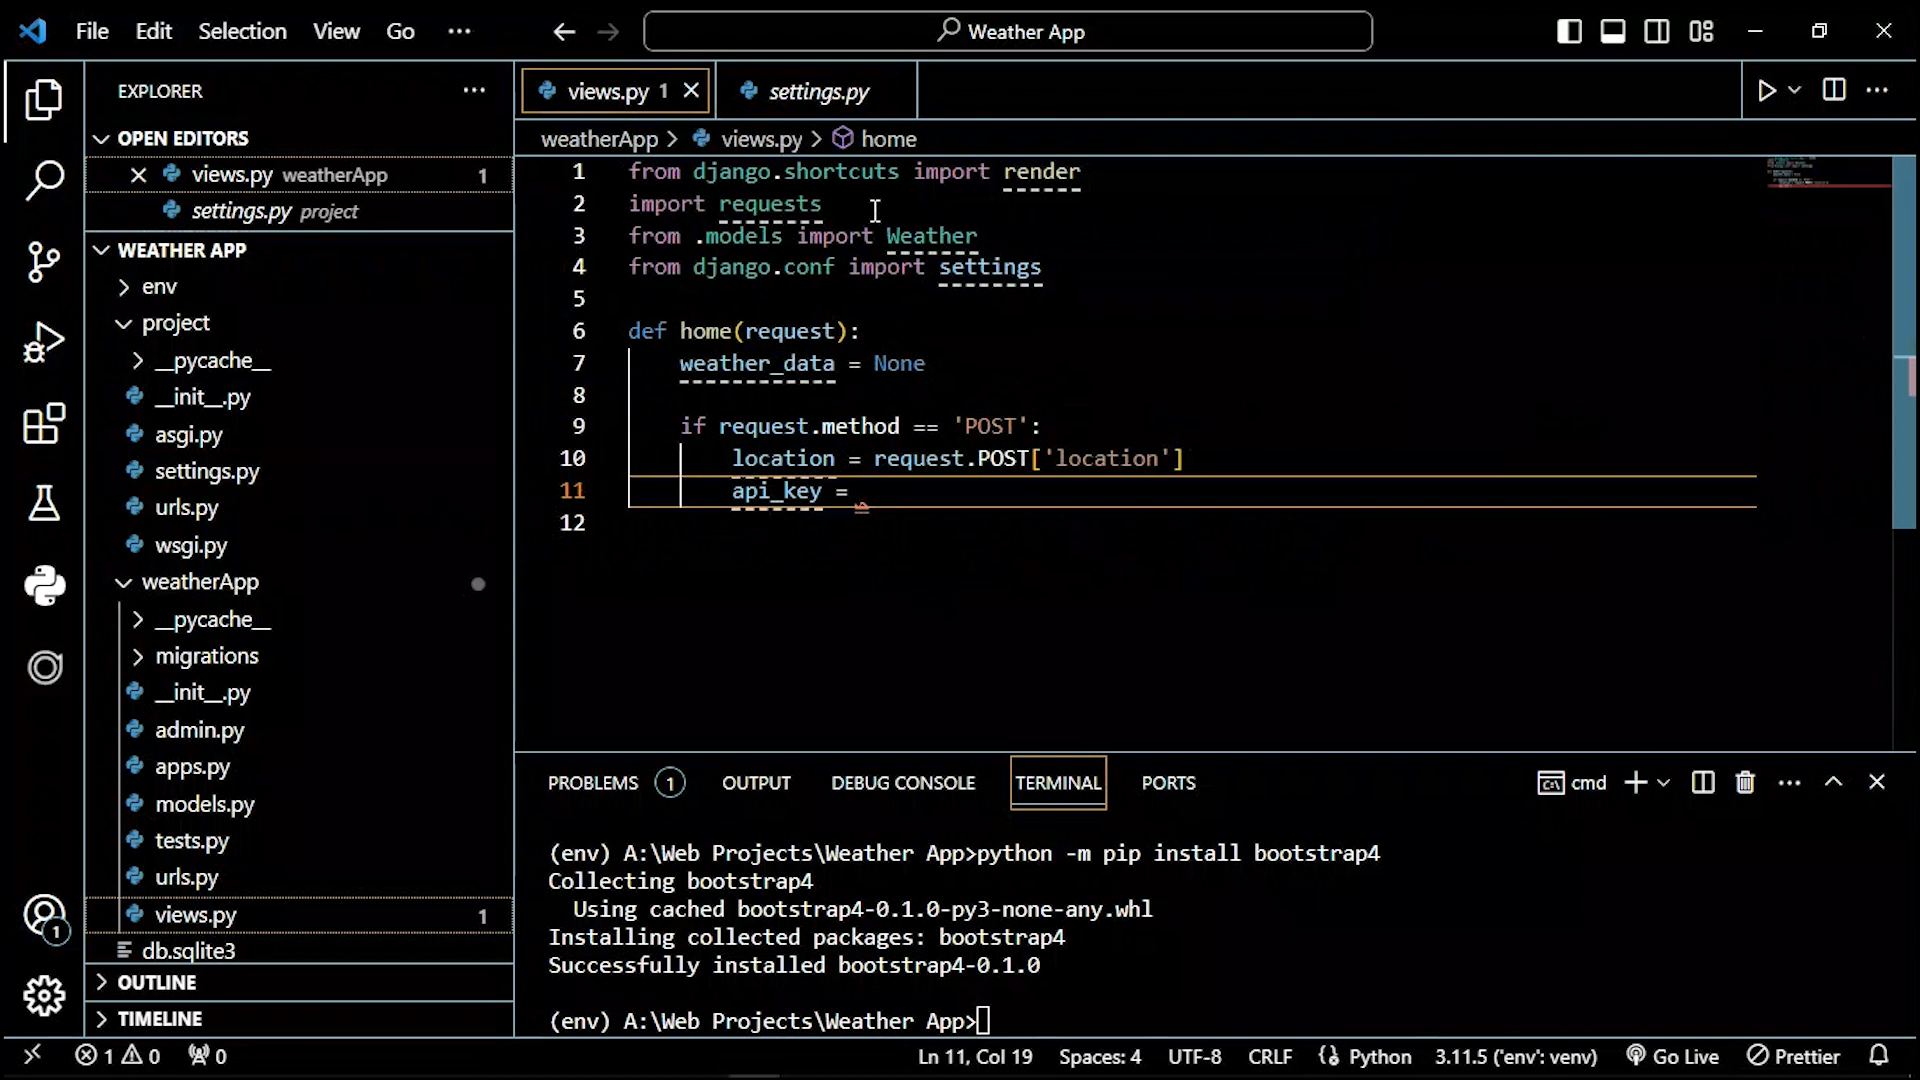 File Edit Selection View Go ··· Weather App
EXPLORER ···
OPEN EDITORS
views.py weatherApp 1
settings.py project
WEATHER APP
env
project
__pycache__
__init__.py
asgi.py
settings.py
urls.py
wsgi.py
weatherApp
__pycache__
migrations
__init__.py
admin.py
apps.py
models.py
tests.py
urls.py
views.py 1
db.sqlite3
OUTLINE
TIMELINE
1
views.py 1 settings.py
weatherApp > views.py > home
1 from django.shortcuts import render
2 import requests
3 from .models import Weather
4 from django.conf import settings
5
6 def home(request):
7 weather_data = None
8
9 if request.method == 'POST':
10 location = request.POST['location']
11 api_key =
12
PROBLEMS 1 OUTPUT DEBUG CONSOLE TERMINAL PORTS cmd
(env) A:\Web Projects\Weather App>python -m pip install bootstrap4
Collecting bootstrap4
Using cached bootstrap4-0.1.0-py3-none-any.whl
Installing collected packages: bootstrap4
Successfully installed bootstrap4-0.1.0
(env) A:\Web Projects\Weather App>
1 0 0 Ln 11, Col 19 Spaces: 4 UTF-8 CRLF Python 3.11.5 ('env': venv) Go Live Prettier